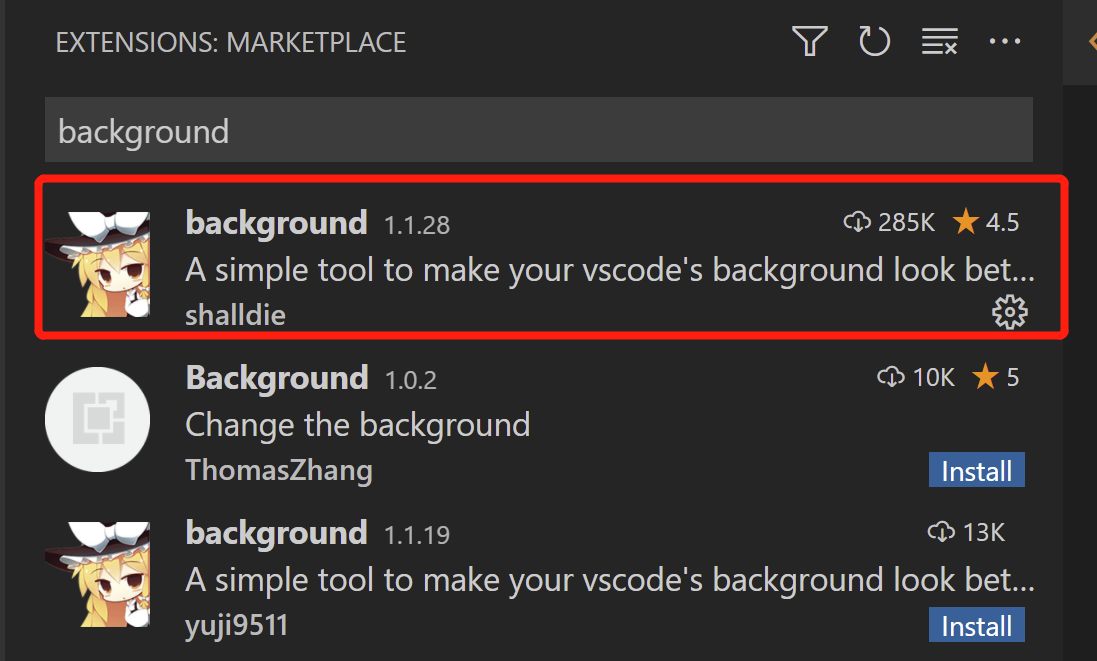 EXTENSIONS: MARKETPLACE
background
background 1.1.28 285K 4.5
A simple tool to make your vscode's background look bet...
shalldie
Background 1.0.2 10K 5
Change the background
ThomasZhang Install
background 1.1.19 13K
A simple tool to make your vscode's background look bet...
yuji9511 Install